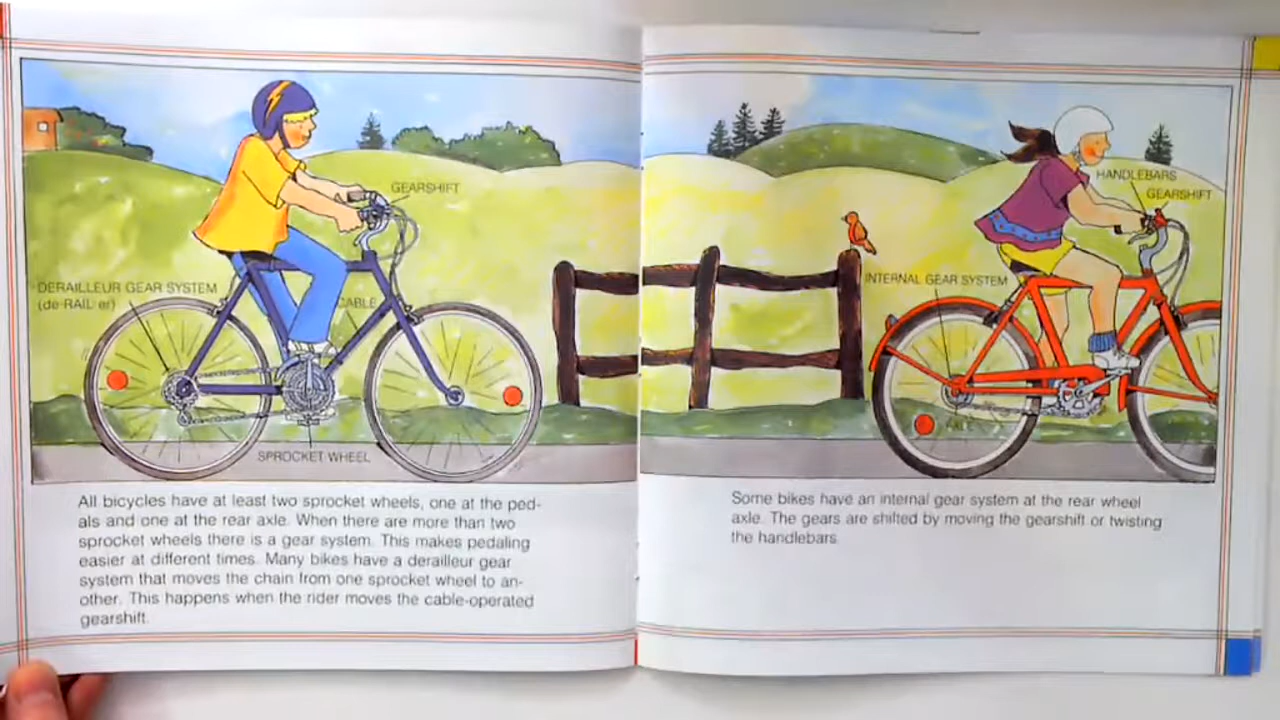 GEARSHIFT
DERAILLEUR GEAR SYSTEM
(de-RAIL-er)
CABLE
SPROCKET WHEEL
All bicycles have at least two sprocket wheels, one at the ped-
als and one at the rear axle. When there are more than two
sprocket wheels there is a gear system. This makes pedaling
easier at different times. Many bikes have a derailleur gear
system that moves the chain from one sprocket wheel to an-
other. This happens when the rider moves the cable-operated
gearshift.
HANDLEBARS
GEARSHIFT
INTERNAL GEAR SYSTEM
AXLE
Some bikes have an internal gear system at the rear wheel
axle. The gears are shifted by moving the gearshift or twisting
the handlebars.